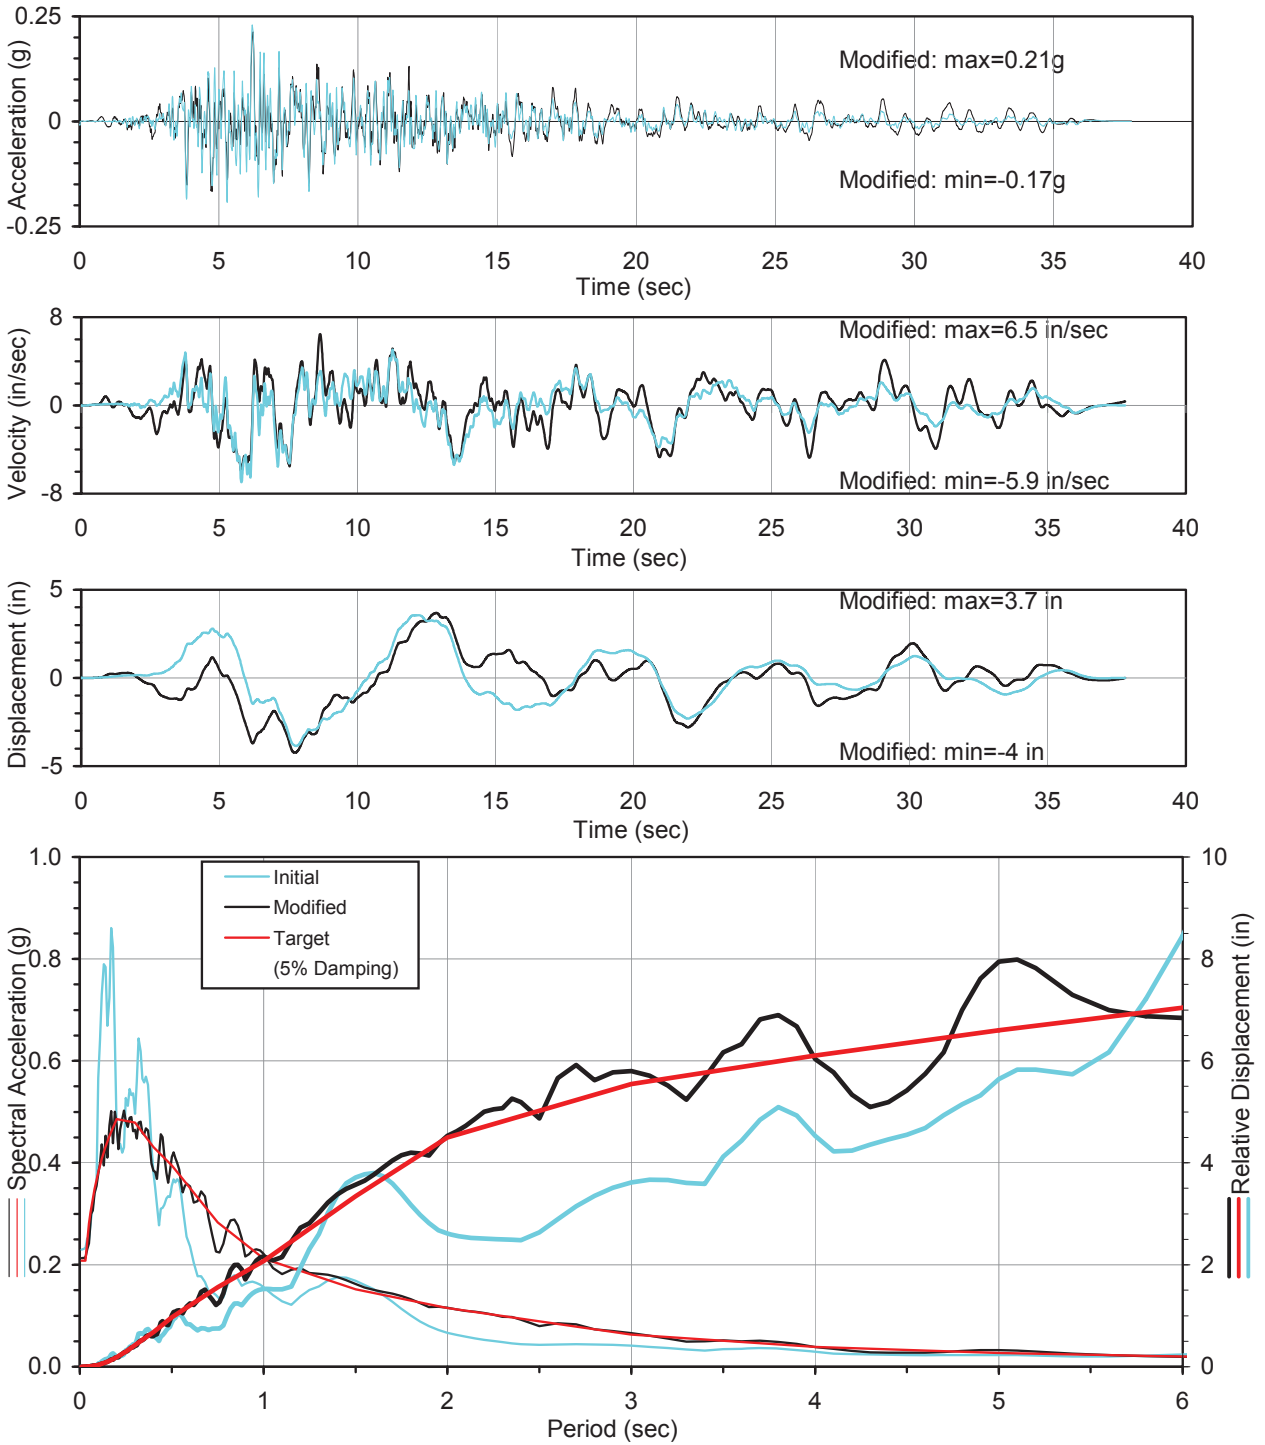 0.25
0
-0.25
-0 Acceleration (g)
Modified: max=0.21g
Modified: min=-0.17g
0 5 10 15 20 25 30 35 40
Time (sec)
8
0
-8
Velocity (in/sec)
Modified: max=6.5 in/sec
Modified: min=-5.9 in/sec
0 5 10 15 20 25 30 35 40
Time (sec)
5
0
-5
Displacement (in)
Modified: max=3.7 in
Modified: min=-4 in
0 5 10 15 20 25 30 35 40
Time (sec)
1.0
0.8
0.6
0.4
0.2
0.0
Spectral Acceleration (g)
Initial
Modified
Target
(5% Damping)
10
8
6
4
2
0
Relative Displacement (in)
0 1 2 3 4 5 6
Period (sec)